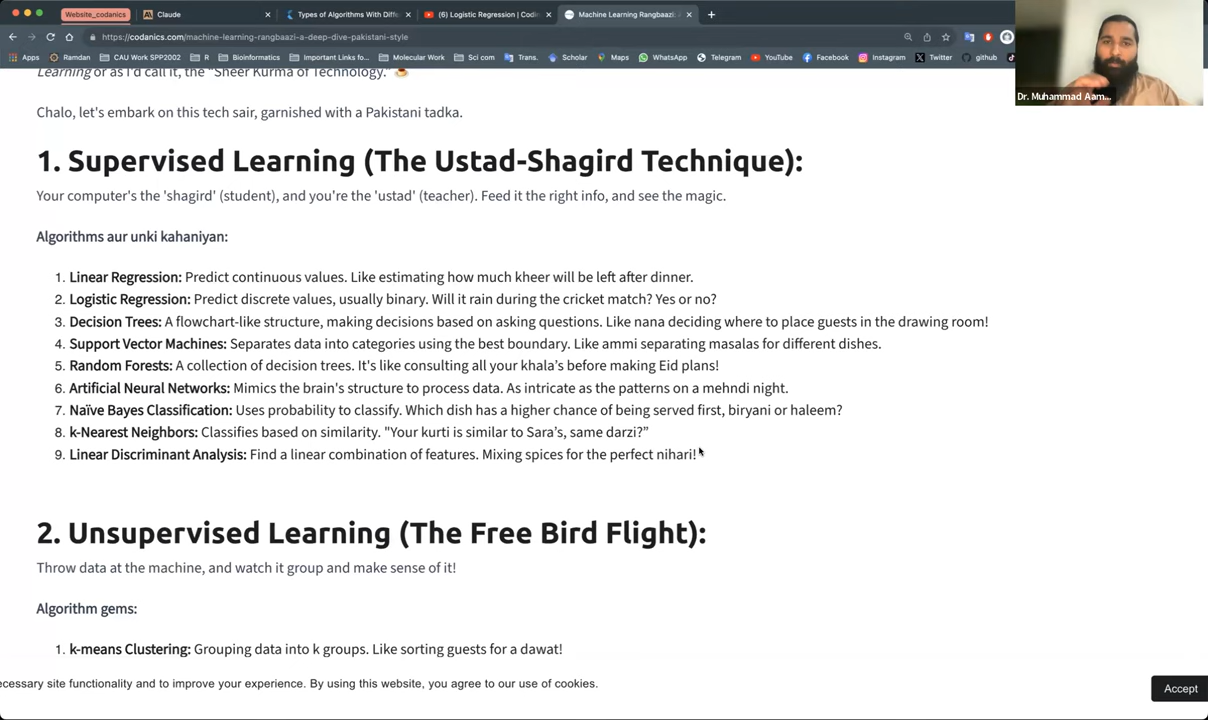 Website_codanics
Claude
Types of Algorithms With Diffe
(6) Logistic Regression | Codi
Machine Learning Rangbaazi: A
https://codanics.com/machine-learning-rangbaazi-a-deep-dive-pakistani-style
Apps
Ramdan
CAU Work SPP2002
R
Bioinformatics
Important Links fo...
Molecular Work
Sci com
Trans.
Scholar
Maps
WhatsApp
Telegram
YouTube
Facebook
Instagram
Twitter
github
Dr. Muhammad Aam...
Learning or as I'd call it, the "Sheer Kurma of Technology."
Chalo, let's embark on this tech sair, garnished with a Pakistani tadka.
1. Supervised Learning (The Ustad-Shagird Technique):
Your computer's the 'shagird' (student), and you're the 'ustad' (teacher). Feed it the right info, and see the magic.
Algorithms aur unki kahaniyan:
1. Linear Regression: Predict continuous values. Like estimating how much kheer will be left after dinner.
2. Logistic Regression: Predict discrete values, usually binary. Will it rain during the cricket match? Yes or no?
3. Decision Trees: A flowchart-like structure, making decisions based on asking questions. Like nana deciding where to place guests in the drawing room!
4. Support Vector Machines: Separates data into categories using the best boundary. Like ammi separating masalas for different dishes.
5. Random Forests: A collection of decision trees. It's like consulting all your khala's before making Eid plans!
6. Artificial Neural Networks: Mimics the brain's structure to process data. As intricate as the patterns on a mehndi night.
7. Naïve Bayes Classification: Uses probability to classify. Which dish has a higher chance of being served first, biryani or haleem?
8. k-Nearest Neighbors: Classifies based on similarity. "Your kurti is similar to Sara's, same darzi?"
9. Linear Discriminant Analysis: Find a linear combination of features. Mixing spices for the perfect nihari!
2. Unsupervised Learning (The Free Bird Flight):
Throw data at the machine, and watch it group and make sense of it!
Algorithm gems:
1. k-means Clustering: Grouping data into k groups. Like sorting guests for a dawat!
ecessary site functionality and to improve your experience. By using this website, you agree to our use of cookies.
Accept